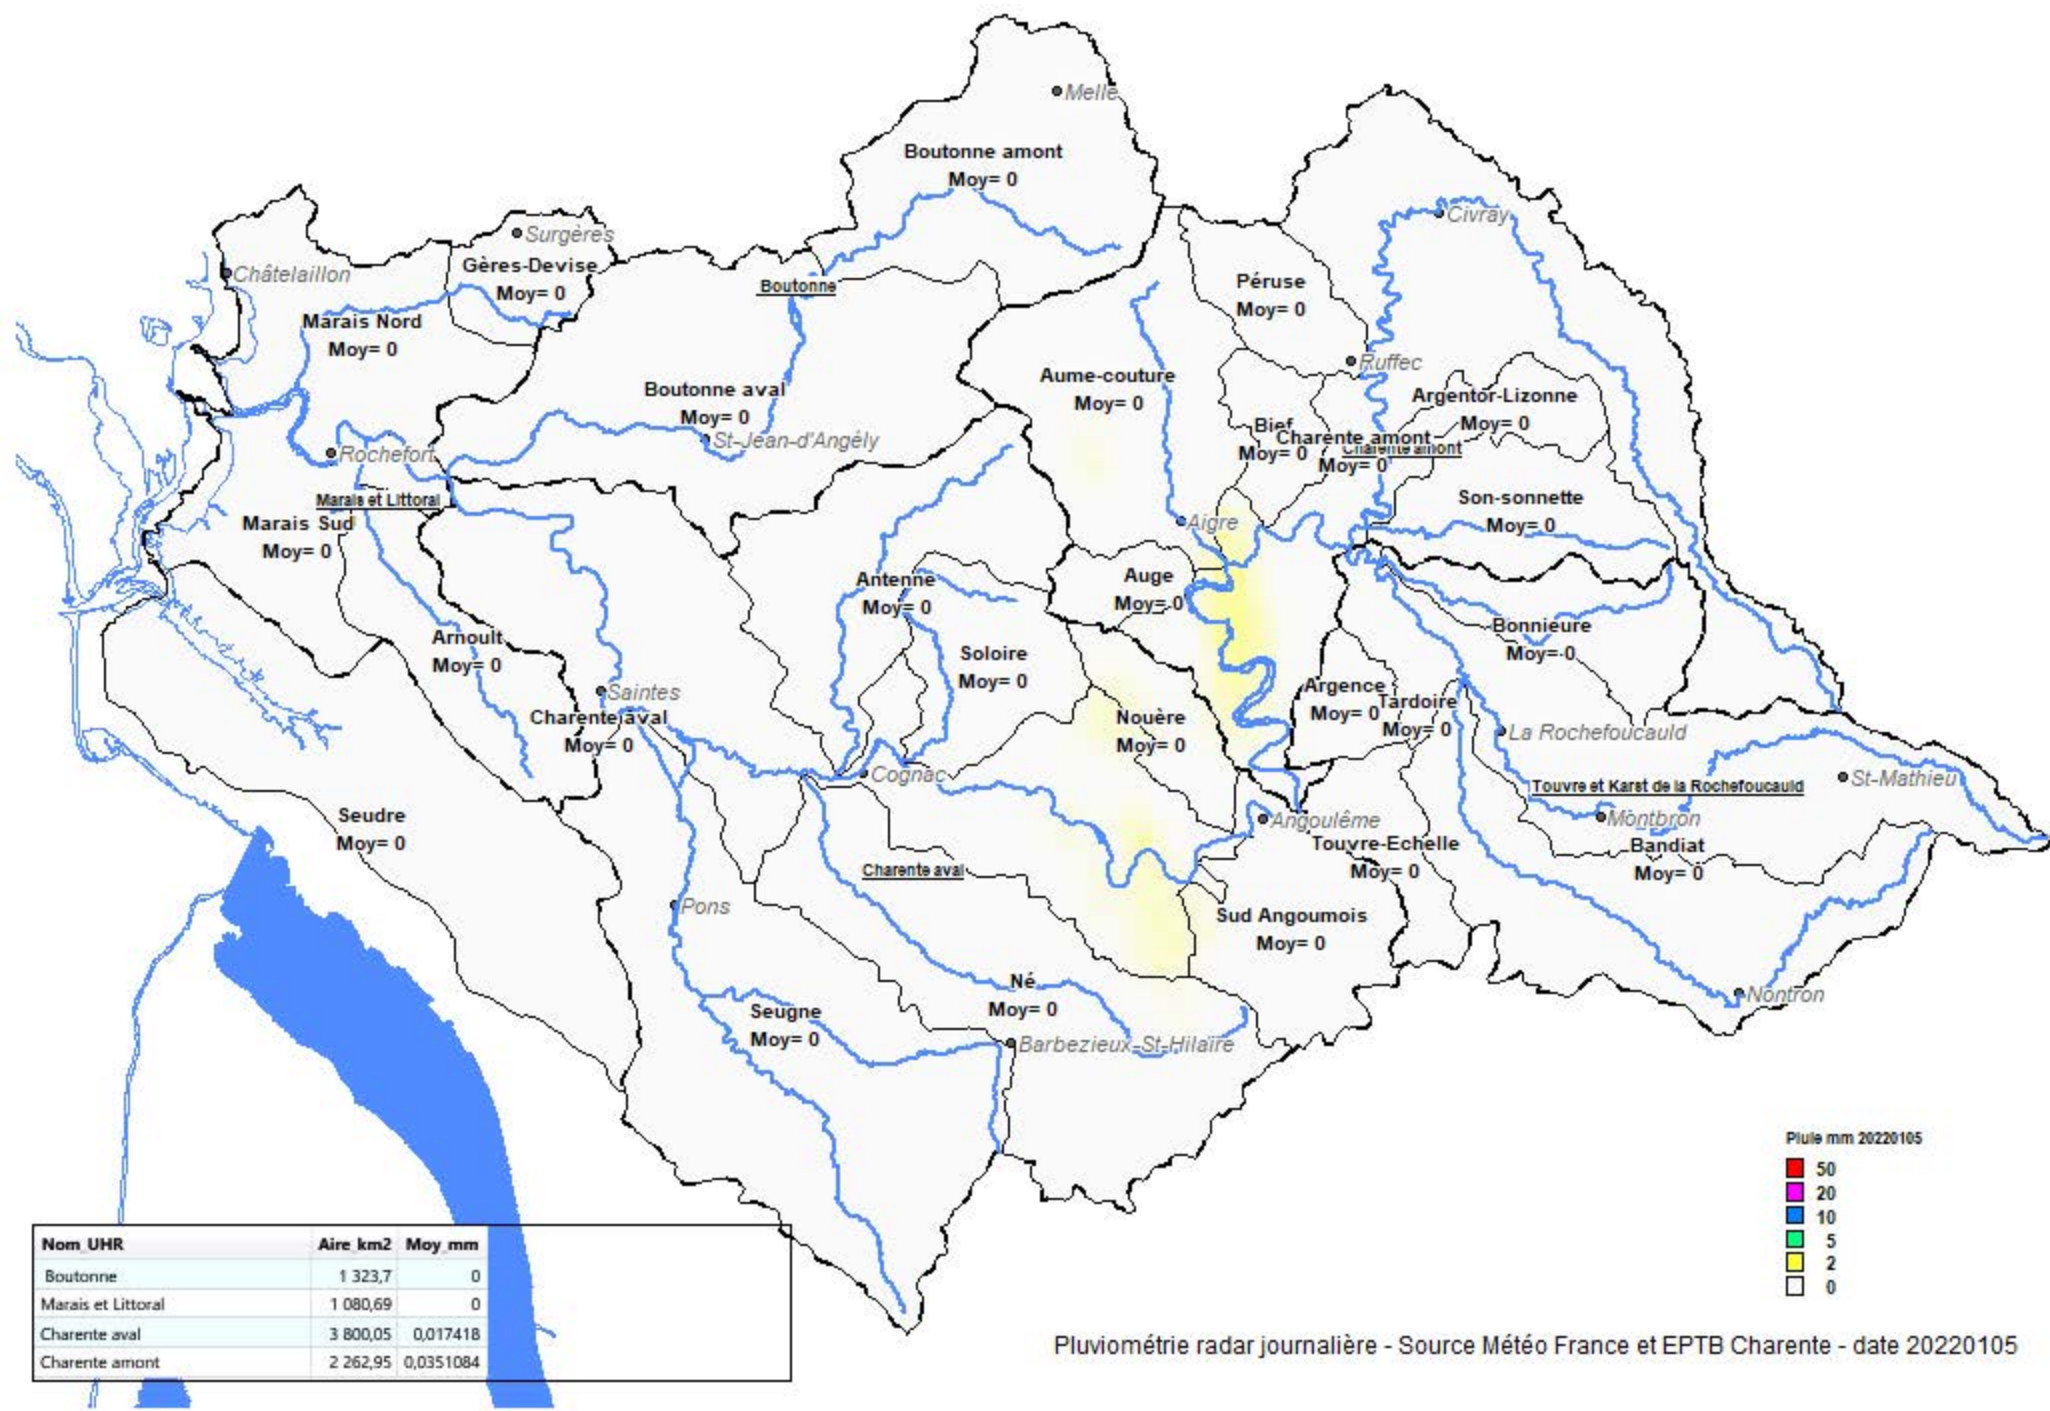 Melle
Boutonne amont
Moy= 0
Civray
Surgères
Châtelaillon
Gères-Devise
Moy= 0
Boutonne
Péruse
Moy= 0
Marais Nord
Moy= 0
Ruffec
Aume-couture
Moy= 0
Boutonne aval
Moy= 0
Argentor-Lizonne
Moy= 0
St-Jean-d'Angély
Bief
Moy= 0
Charente amont
Moy= 0
Charente amont
Rochefort
Marais et Littoral
Son-sonnette
Moy= 0
Marais Sud
Moy= 0
Aigre
Antenne
Moy= 0
Auge
Moy= 0
Bonnieure
Moy= 0
Arnoult
Moy= 0
Soloire
Moy= 0
Saintes
Charente aval
Moy= 0
Nouère
Moy= 0
Argence
Moy= 0
Tardoire
Moy= 0
La Rochefoucauld
Cognac
Touvre et Karst de la Rochefoucauld
St-Mathieu
Seudre
Moy= 0
Angoulême
Montbron
Touvre-Echelle
Moy= 0
Bandiat
Moy= 0
Charente aval
Pons
Sud Angoumois
Moy= 0
Né
Moy= 0
Nontron
Seugne
Moy= 0
Barbezieux-St-Hilaire
Pluie mm 20220105
50
20
10
5
2
0
Nom_UHR Aire_km2 Moy_mm
Boutonne 1 323,7 0
Marais et Littoral 1 080,69 0
Charente aval 3 800,05 0,017418
Charente amont 2 262,95 0,0351084
Pluviométrie radar journalière - Source Météo France et EPTB Charente - date 20220105